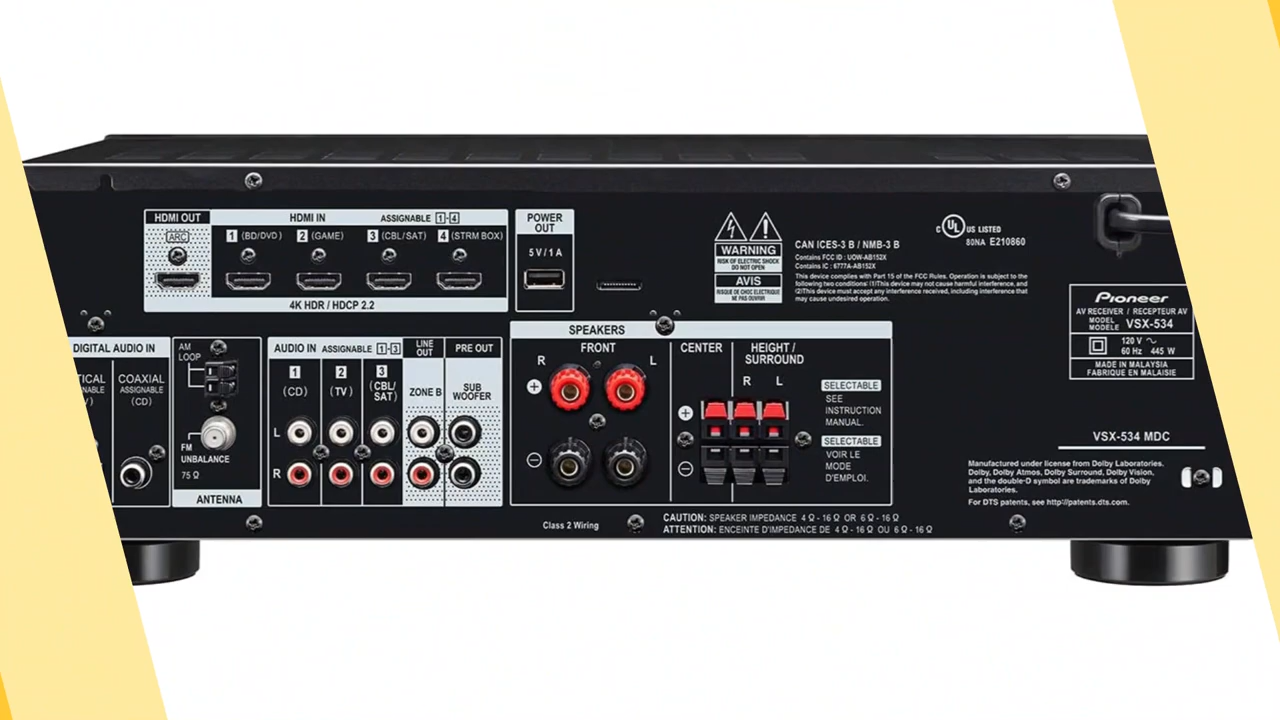 HDMI OUT
ARC
HDMI IN
ASSIGNABLE 1-4
1 (BD/DVD)
2 (GAME)
3 (CBL/SAT)
4 (STRM BOX)
4K HDR / HDCP 2.2
POWER
OUT
5V/1A
WARNING
RISK OF ELECTRIC SHOCK
DO NOT OPEN
AVIS
RISQUE DE CHOC ELECTRIQUE
NE PAS OUVRIR
CAN ICES-3 B / NMB-3 B
Contains FCC ID : UOW-AB152X
Contains IC : 6777A-AB152X
This device complies with Part 15 of the FCC Rules. Operation is subject to the
following two conditions: (1)This device may not cause harmful interference, and
(2)This device must accept any interference received, including interference that
may cause undesired operation.
C UL US LISTED
80NA E210860
Pioneer
AV RECEIVER / RECEPTEUR AV
MODEL
MODELE VSX-534
120 V ~
60 Hz 445 W
MADE IN MALAYSIA
FABRIQUE EN MALAISIE
DIGITAL AUDIO IN
COAXIAL
ASSIGNABLE
(CD)
AM
LOOP
FM
UNBALANCE
75 Ω
ANTENNA
AUDIO IN ASSIGNABLE 1-3
1
(CD)
2
(TV)
3
(CBL/
SAT)
LINE
OUT
ZONE B
PRE OUT
SUB
WOOFER
L
R
SPEAKERS
FRONT
R
L
CENTER
HEIGHT /
SURROUND
R L
SELECTABLE
SEE
INSTRUCTION
MANUAL.
SELECTABLE
VOIR LE
MODE
D'EMPLOI.
Class 2 Wiring
CAUTION: SPEAKER IMPEDANCE 4 Ω - 16 Ω OR 6 Ω - 16 Ω
ATTENTION: ENCEINTE D'IMPEDANCE DE 4 Ω - 16 Ω OU 6 Ω - 16 Ω
VSX-534 MDC
Manufactured under license from Dolby Laboratories.
Dolby, Dolby Atmos, Dolby Surround, Dolby Vision,
and the double-D symbol are trademarks of Dolby
Laboratories.
For DTS patents, see http://patents.dts.com.